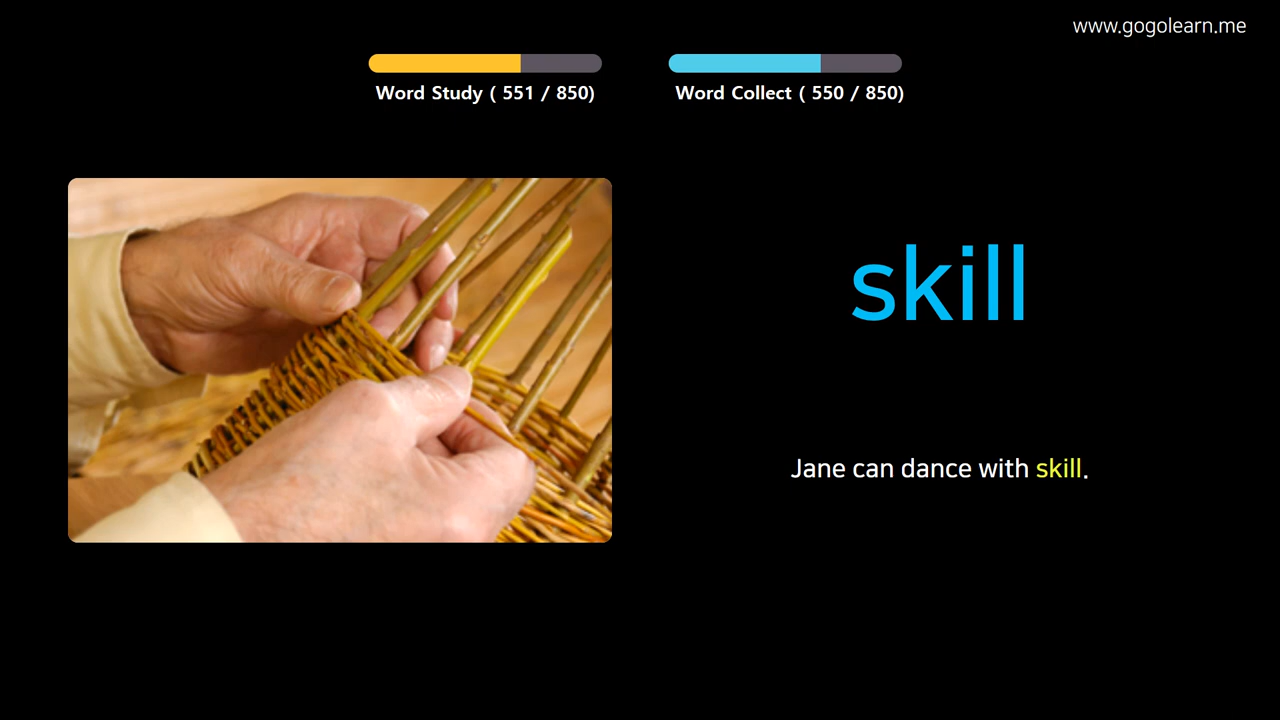 www.gogolearn.me
Word Study ( 551 / 850)
Word Collect ( 550 / 850)
skill
Jane can dance with skill.